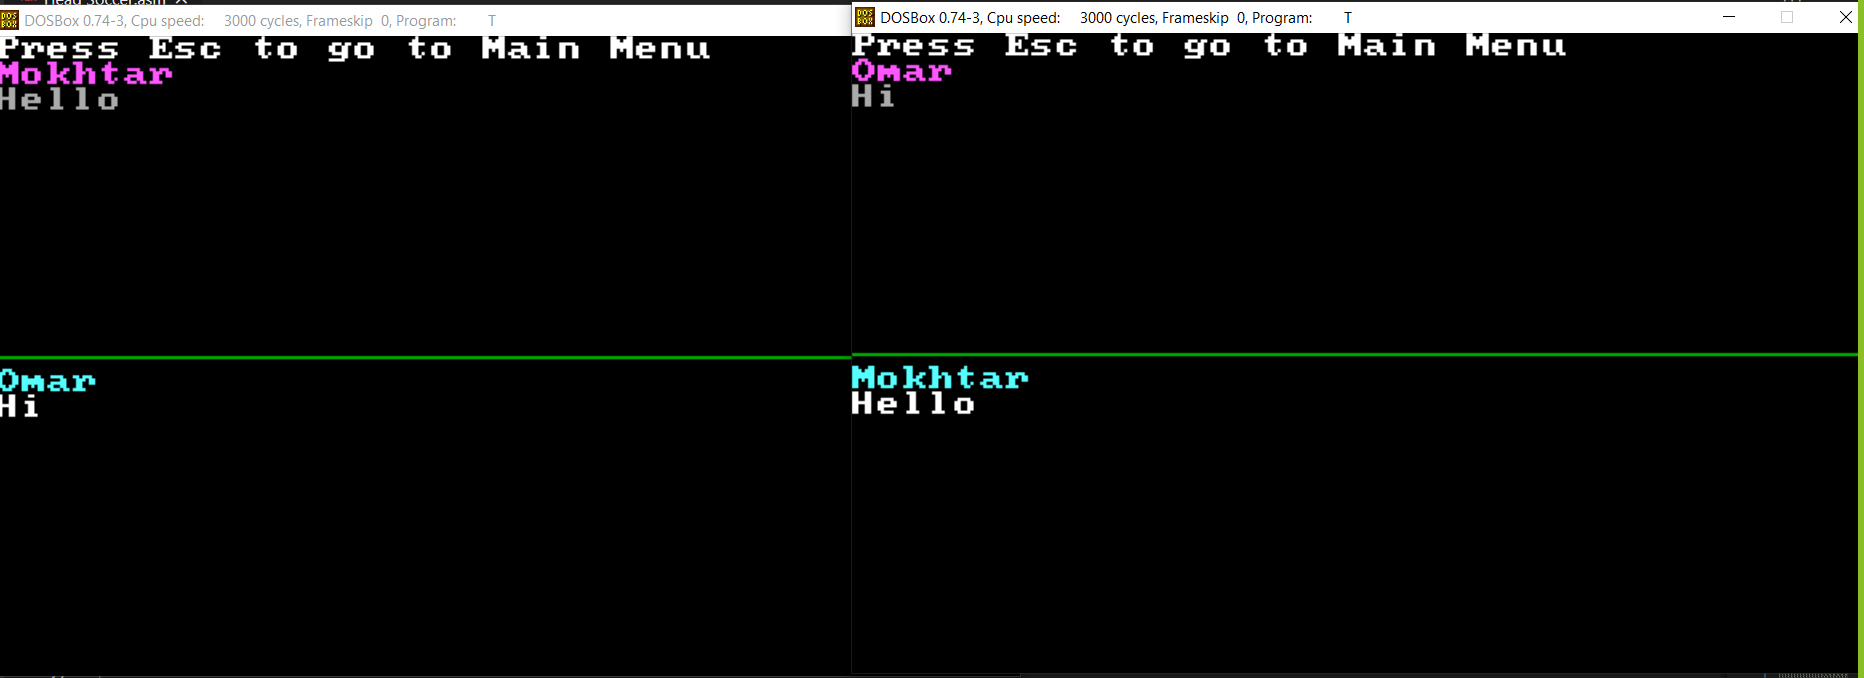 Head Soccer.asm
DOSBox 0.74-3, Cpu speed: 3000 cycles, Frameskip 0, Program: T
Press Esc to go to Main Menu
Mokhtar
Hello
Omar
Hi
DOSBox 0.74-3, Cpu speed: 3000 cycles, Frameskip 0, Program: T
Press Esc to go to Main Menu
Omar
Hi
Mokhtar
Hello